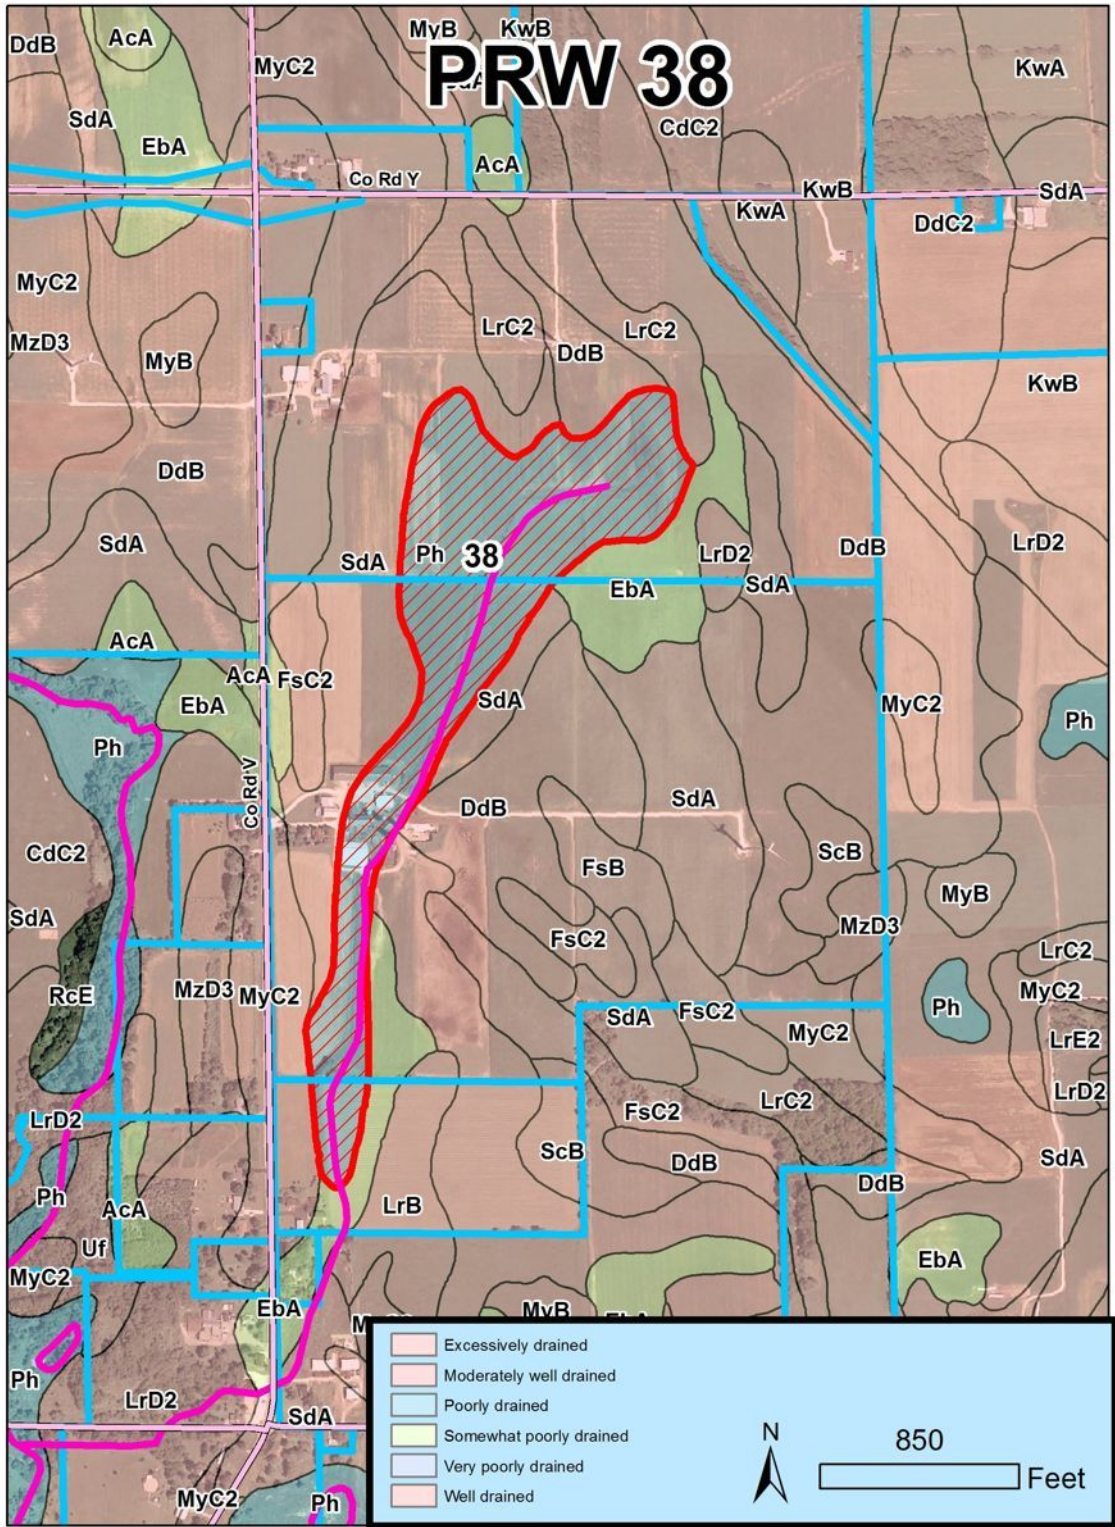 PRW 38
DdB
AcA
MyC2
MyB
KwB
KwA
SdA
EbA
CdC2
AcA
Co Rd Y
KwB
SdA
KwA
DdC2
MyC2
MzD3
MyB
LrC2
LrC2
DdB
KwB
DdB
SdA
SdA
Ph
38
LrD2
DdB
LrD2
EbA
SdA
AcA
AcA
FsC2
EbA
SdA
MyC2
Ph
Ph
Co Rd V
DdB
SdA
CdC2
FsB
ScB
MyB
SdA
FsC2
MzD3
LrC2
RcE
MzD3
MyC2
Ph
MyC2
SdA
FsC2
MyC2
LrE2
LrD2
FsC2
LrC2
LrD2
ScB
DdB
SdA
DdB
Ph
AcA
LrB
Uf
EbA
MyC2
EbA
MyB
Ph
LrD2
SdA
MyC2
Ph
Excessively drained
Moderately well drained
Poorly drained
Somewhat poorly drained
Very poorly drained
Well drained
N
850
Feet